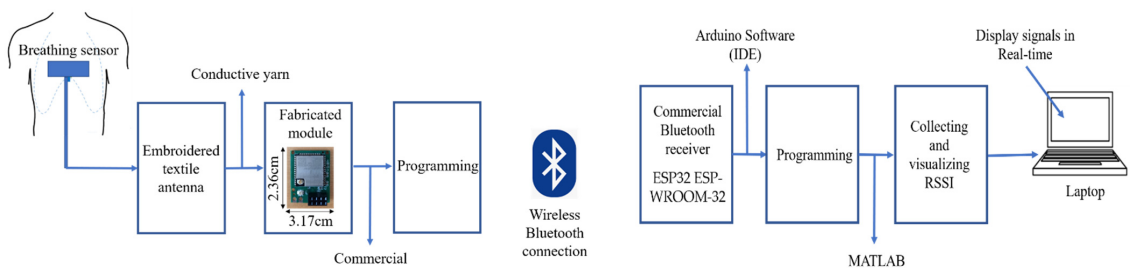 Breathing sensor
Conductive yarn
Embroidered
textile
antenna
Fabricated
module
2.36cm
3.17cm
Commercial
Programming
Wireless
Bluetooth
connection
Arduino Software
(IDE)
Commercial
Bluetooth
receiver
ESP32 ESP-
WROOM-32
Programming
MATLAB
Collecting
and
visualizing
RSSI
Display signals in
Real-time
Laptop